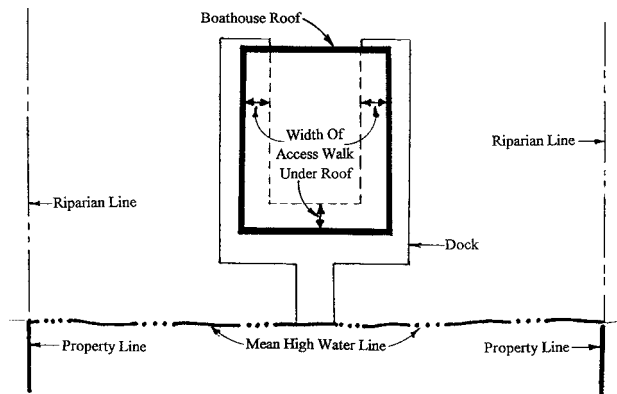 Boathouse Roof
Width Of
Access Walk
Under Roof
Riparian Line
Riparian Line
Dock
Property Line
Mean High Water Line
Property Line